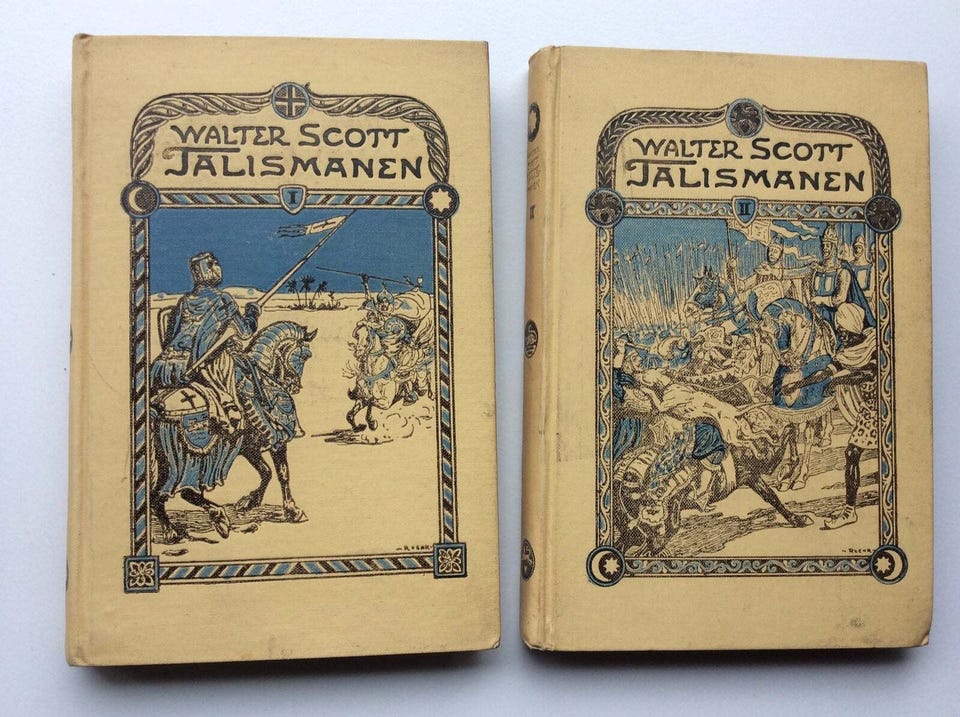 WALTER SCOTT
TALISMANEN
I
WALTER SCOTT
TALISMANEN
II